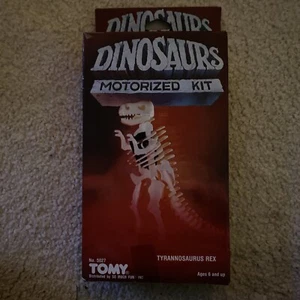 DINOSAURS
DINOSAURS
MOTORIZED KIT
TYRANNOSAURUS REX
TOMY
Ages 8 and up